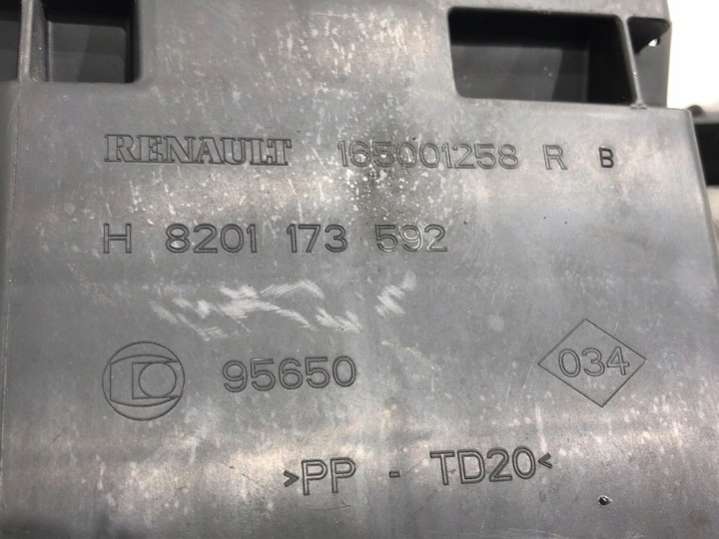 RENAULT 165001258 R B
H 8201 173 592
95650 034
>PP - TD20<